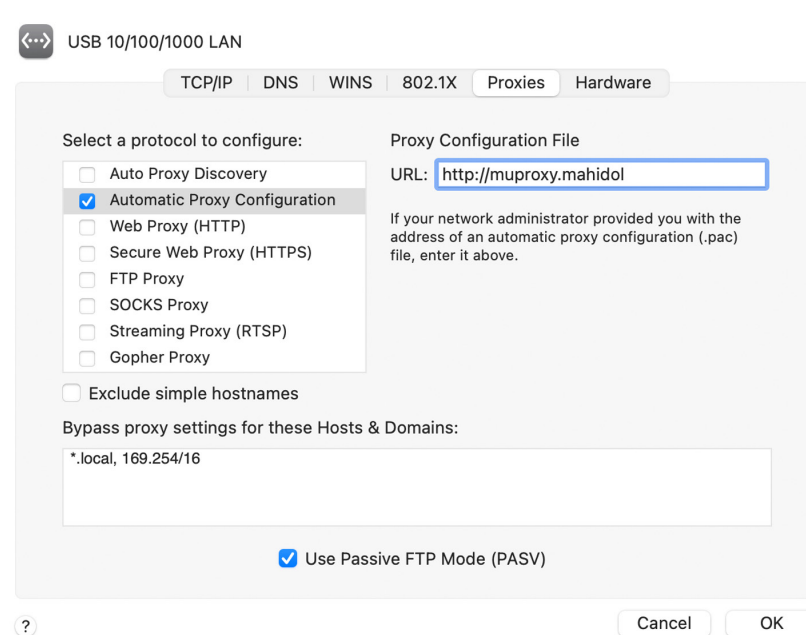 USB 10/100/1000 LAN
TCP/IP DNS WINS 802.1X Proxies Hardware
Select a protocol to configure:
Auto Proxy Discovery
Automatic Proxy Configuration
Web Proxy (HTTP)
Secure Web Proxy (HTTPS)
FTP Proxy
SOCKS Proxy
Streaming Proxy (RTSP)
Gopher Proxy
Proxy Configuration File
URL: http://muproxy.mahidol
If your network administrator provided you with the
address of an automatic proxy configuration (.pac)
file, enter it above.
Exclude simple hostnames
Bypass proxy settings for these Hosts & Domains:
*.local, 169.254/16
Use Passive FTP Mode (PASV)
? Cancel OK